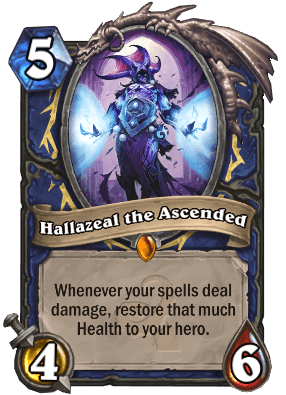 5
Hallazeal the Ascended
Whenever your spells deal
damage, restore that much
Health to your hero.
4
6